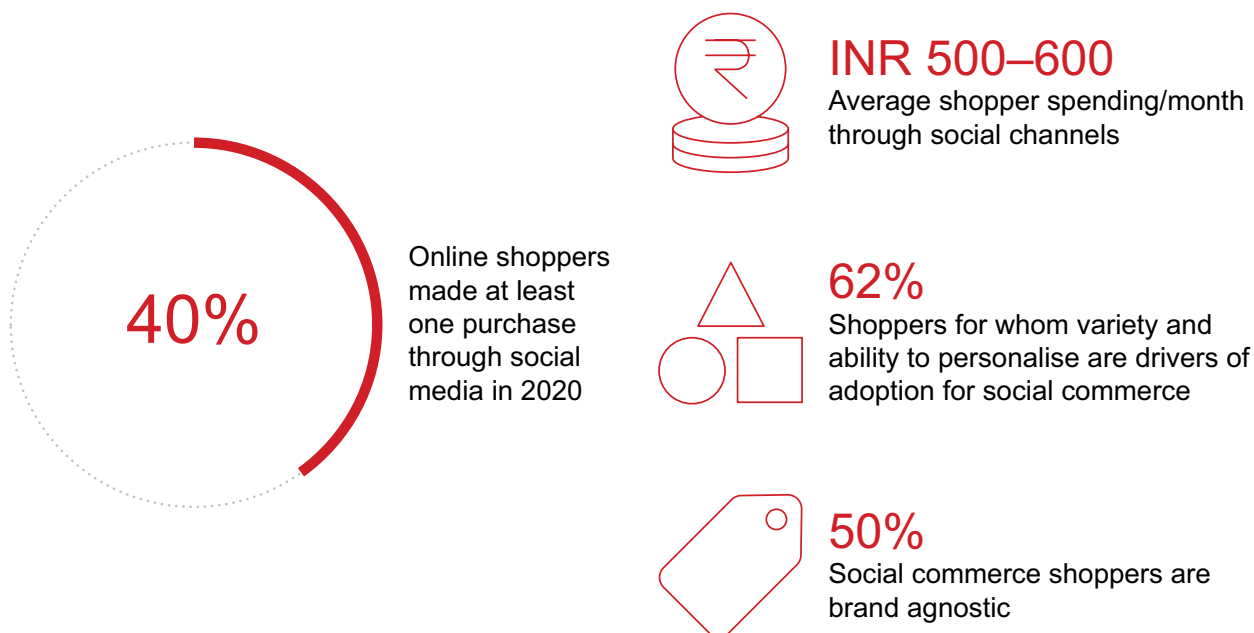 40%
Online shoppers
made at least
one purchase
through social
media in 2020
₹
INR 500–600
Average shopper spending/month
through social channels
62%
Shoppers for whom variety and
ability to personalise are drivers of
adoption for social commerce
50%
Social commerce shoppers are
brand agnostic